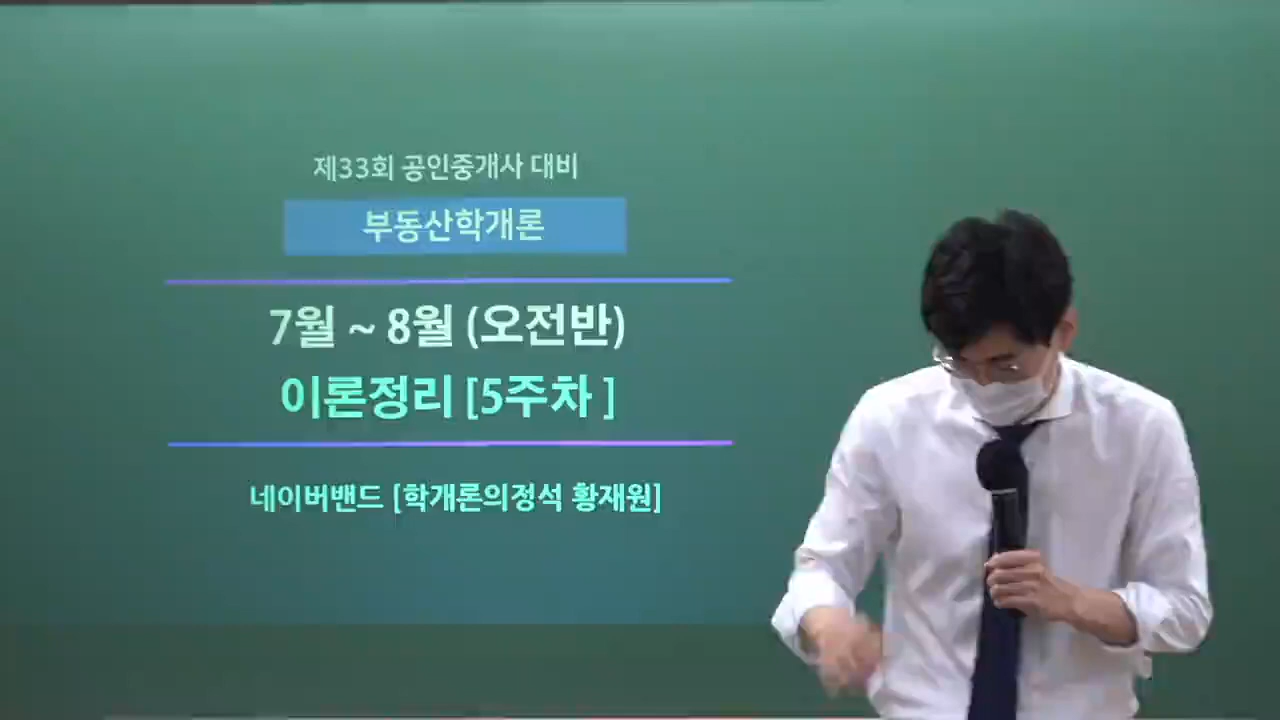 제33회 공인중개사 대비
부동산학개론
7월 ~ 8월 (오전반)
이론정리 [5주차 ]
네이버밴드 [학개론의정석 황재원]